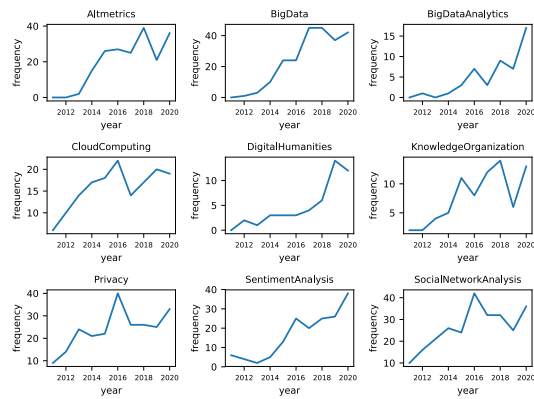 Altmetrics BigData BigDataAnalytics
40 20 0 frequency
40 20 0 frequency
15 10 5 0 frequency
2012 2014 2016 2018 2020 2012 2014 2016 2018 2020 2012 2014 2016 2018 2020
year year year
CloudComputing DigitalHumanities KnowledgeOrganization
20 15 10 frequency
10 5 0 frequency
10 5 frequency
2012 2014 2016 2018 2020 2012 2014 2016 2018 2020 2012 2014 2016 2018 2020
year year year
Privacy SentimentAnalysis SocialNetworkAnalysis
40 30 20 10 frequency
40 30 20 10 0 frequency
40 30 20 10 frequency
2012 2014 2016 2018 2020 2012 2014 2016 2018 2020 2012 2014 2016 2018 2020
year year year